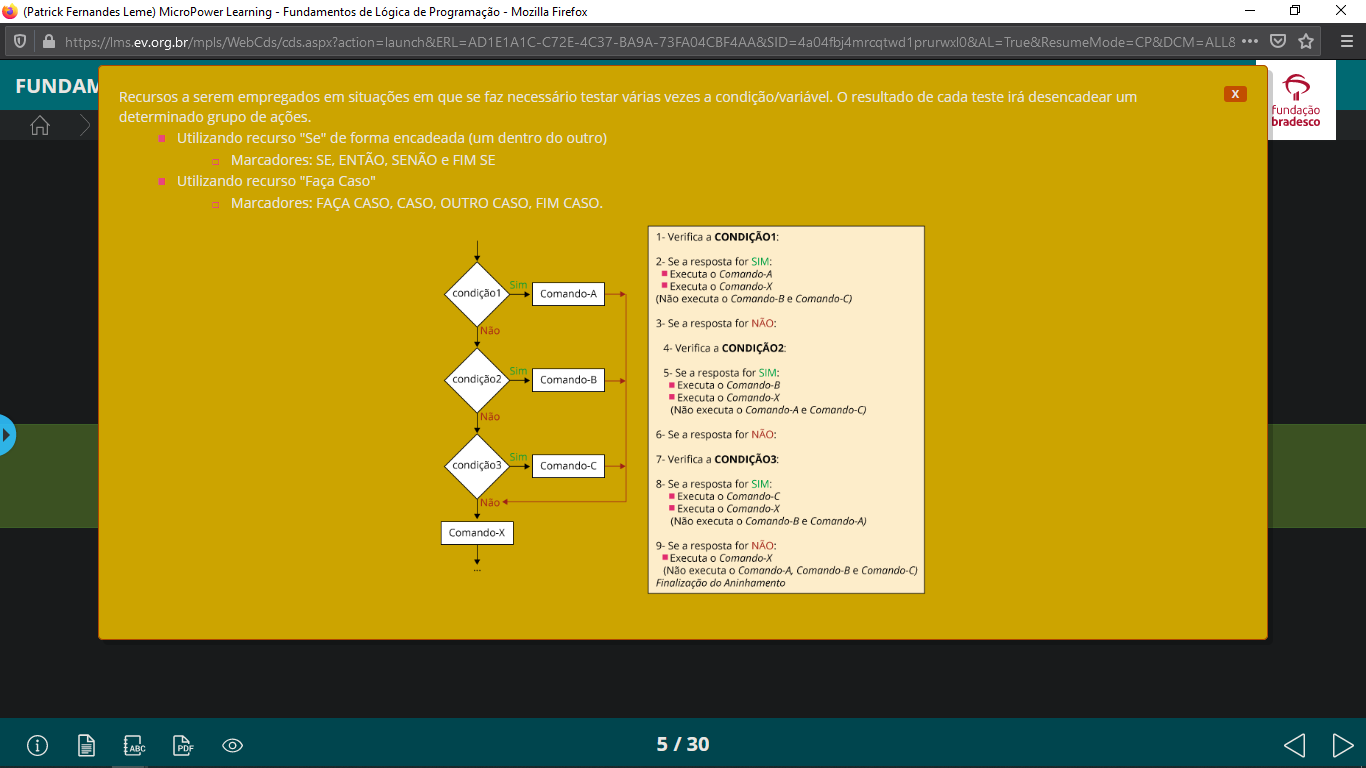 (Patrick Fernandes Leme) MicroPower Learning - Fundamentos de Lógica de Programação - Mozilla Firefox
https://lms.ev.org.br/mpls/WebCds/cds.aspx?action=launch&ERL=AD1E1A1C-C72E-4C37-BA9A-73FA04CBF4AA&SID=4a04fbj4mrcqtwd1prurwxl0&AL=True&ResumeMode=CP&DCM=ALL&
FUNDAM
fundação
bradesco
X
Recursos a serem empregados em situações em que se faz necessário testar várias vezes a condição/variável. O resultado de cada teste irá desencadear um
determinado grupo de ações.
Utilizando recurso "Se" de forma encadeada (um dentro do outro)
Marcadores: SE, ENTÃO, SENÃO e FIM SE
Utilizando recurso "Faça Caso"
Marcadores: FAÇA CASO, CASO, OUTRO CASO, FIM CASO.
condição1
Sim
Comando-A
Não
condição2
Sim
Comando-B
Não
condição3
Sim
Comando-C
Não
Comando-X
...
1- Verifica a CONDIÇÃO1:
2- Se a resposta for SIM:
Executa o Comando-A
Executa o Comando-X
(Não executa o Comando-B e Comando-C)
3- Se a resposta for NÃO:
4- Verifica a CONDIÇÃO2:
5- Se a resposta for SIM:
Executa o Comando-B
Executa o Comando-X
(Não executa o Comando-A e Comando-C)
6- Se a resposta for NÃO:
7- Verifica a CONDIÇÃO3:
8- Se a resposta for SIM:
Executa o Comando-C
Executa o Comando-X
(Não executa o Comando-B e Comando-A)
9- Se a resposta for NÃO:
Executa o Comando-X
(Não executa o Comando-A, Comando-B e Comando-C)
Finalização do Aninhamento
ABC
PDF
5 / 30